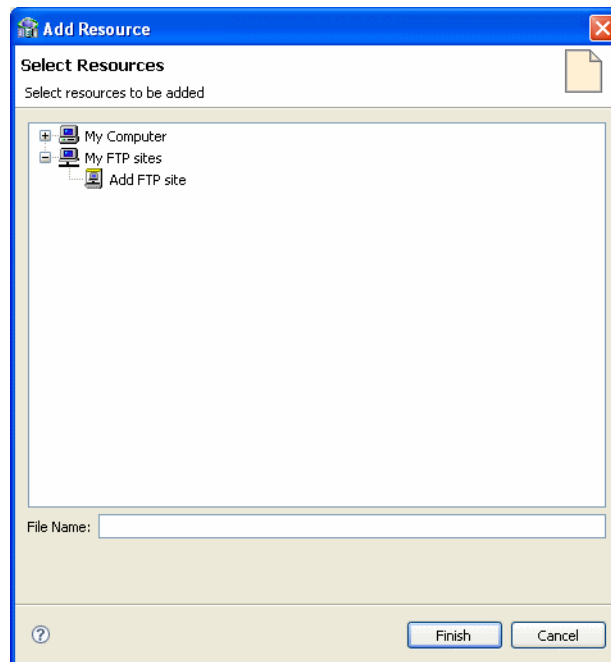 Add Resource
Select Resources
Select resources to be added
My Computer
My FTP sites
Add FTP site
File Name:
Finish Cancel